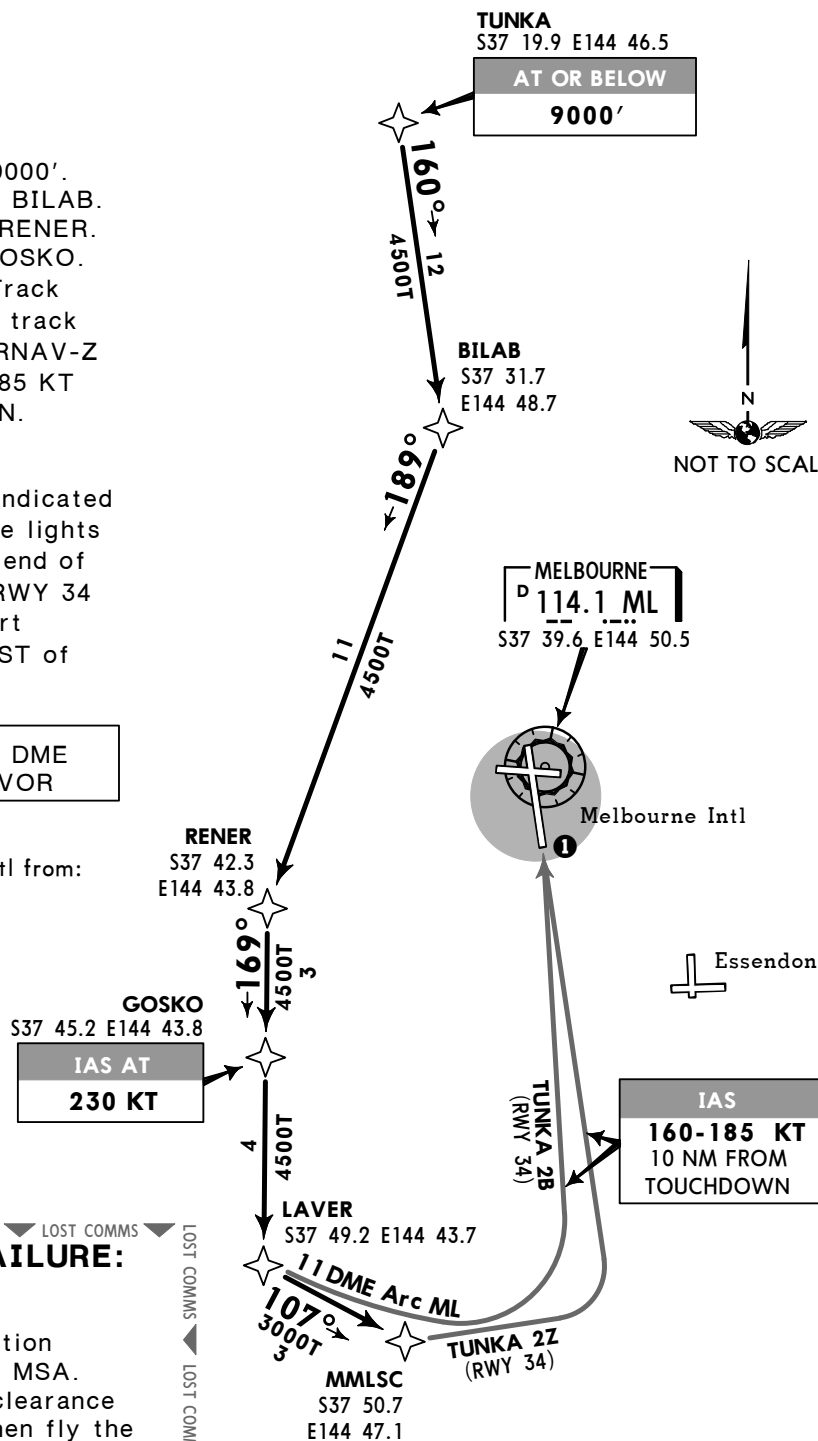 TUNKA
S37 19.9 E144 46.5
AT OR BELOW
9000'
9000'.
BILAB.
RENER.
OSKO.
Track
track
RNAV-Z
85 KT
N.
160°
12
4500T
BILAB
S37 31.7
E144 48.7
N
NOT TO SCAL
189°
11
4500T
ndicated
e lights
end of
RWY 34
rt
ST of
MELBOURNE
D 114.1 ML
S37 39.6 E144 50.5
DME
VOR
Melbourne Intl
1
tl from:
RENER
S37 42.3
E144 43.8
169°
4500T
3
Essendon
GOSKO
S37 45.2 E144 43.8
IAS AT
230 KT
4
4500T
TUNKA 2B
(RWY 34)
IAS
160-185 KT
10 NM FROM
TOUCHDOWN
LAVER
S37 49.2 E144 43.7
11 DME Arc ML
107°
3000T
3
TUNKA 2Z
(RWY 34)
MMLSC
S37 50.7
E144 47.1
LOST COMMS
LOST COMMS
LOST COM
AILURE:
tion
MSA.
clearance
hen fly the